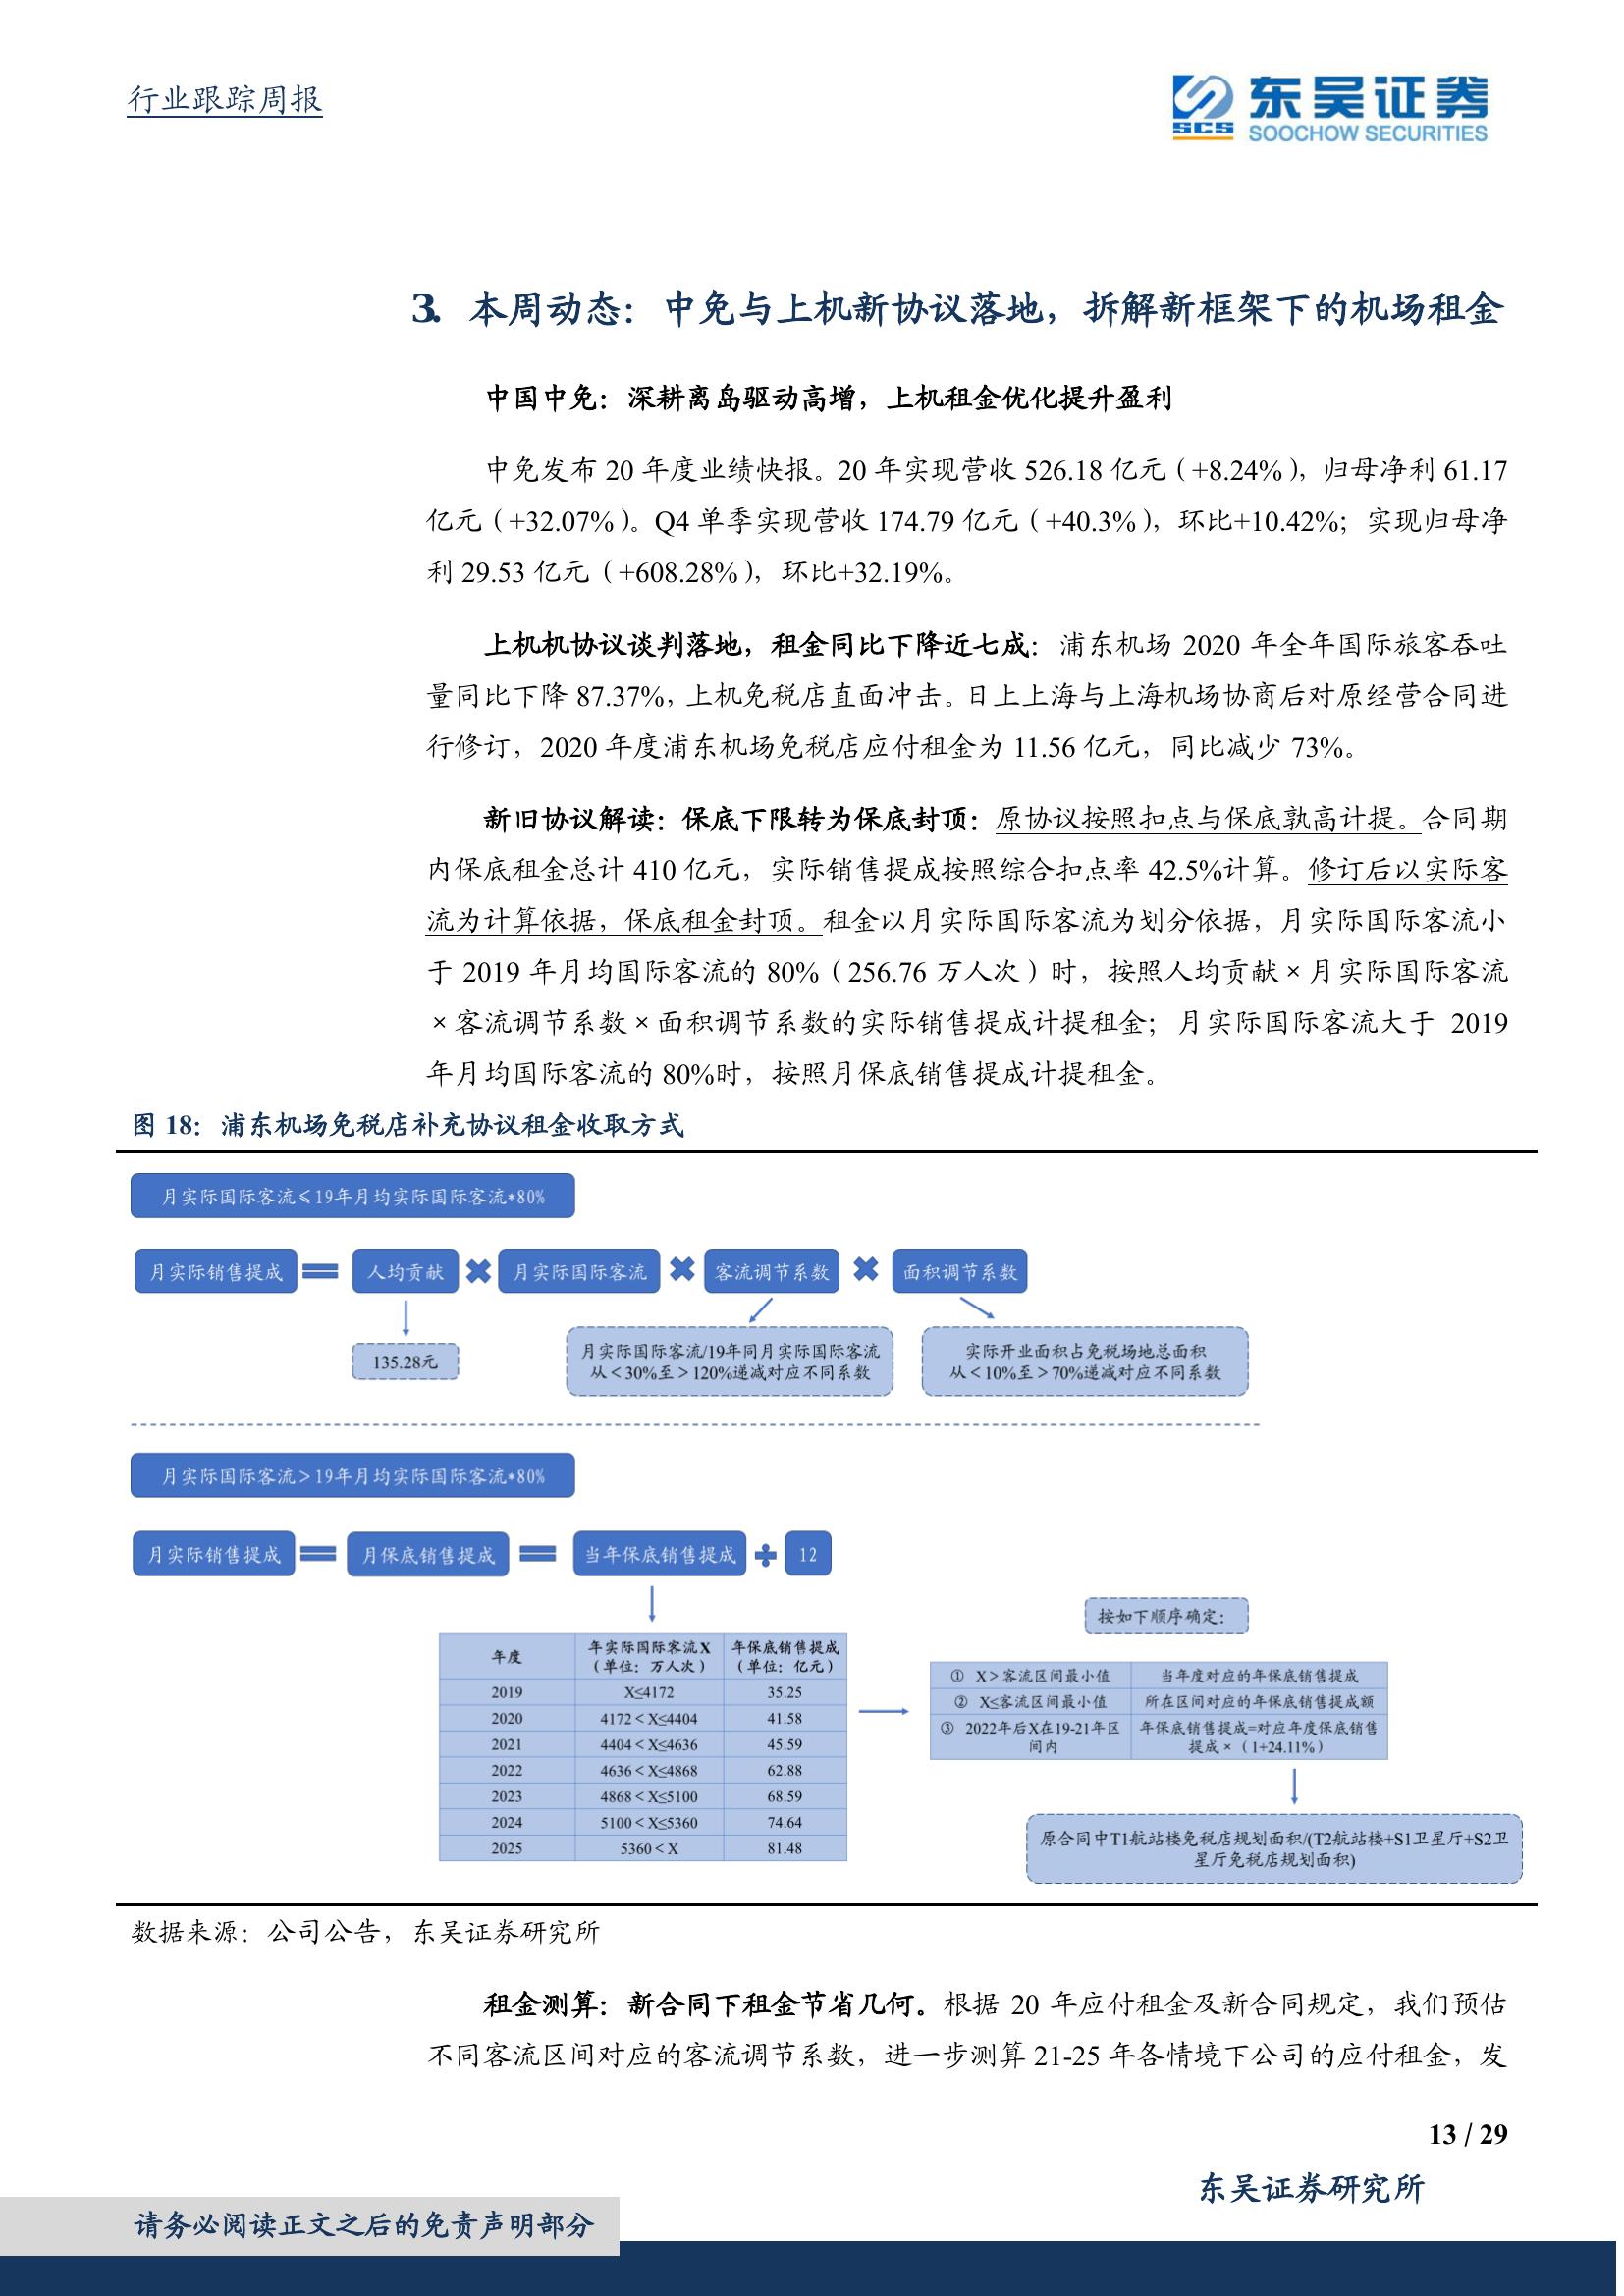 行业跟踪周报
东吴证券
SCS
SOOCHOW SECURITIES
3. 本周动态：中免与上机新协议落地，拆解新框架下的机场租金
中国中免：深耕离岛驱动高增，上机租金优化提升盈利
中免发布 20 年度业绩快报。20 年实现营收 526.18 亿元（+8.24%），归母净利 61.17
亿元（+32.07%）。Q4 单季实现营收 174.79 亿元（+40.3%），环比+10.42%；实现归母净
利 29.53 亿元（+608.28%），环比+32.19%。
上机机协议谈判落地，租金同比下降近七成：浦东机场 2020 年全年国际旅客吞吐
量同比下降 87.37%，上机免税店直面冲击。日上上海与上海机场协商后对原经营合同进
行修订，2020 年度浦东机场免税店应付租金为 11.56 亿元，同比减少 73%。
新旧协议解读：保底下限转为保底封顶：原协议按照扣点与保底孰高计提。合同期
内保底租金总计 410 亿元，实际销售提成按照综合扣点率 42.5%计算。修订后以实际客
流为计算依据，保底租金封顶。租金以月实际国际客流为划分依据，月实际国际客流小
于 2019 年月均国际客流的 80%（256.76 万人次）时，按照人均贡献×月实际国际客流
×客流调节系数×面积调节系数的实际销售提成计提租金；月实际国际客流大于 2019
年月均国际客流的 80%时，按照月保底销售提成计提租金。
图 18：浦东机场免税店补充协议租金收取方式
月实际国际客流≤19年月均实际国际客流*80%
月实际销售提成 = 人均贡献 × 月实际国际客流 × 客流调节系数 × 面积调节系数
135.28元
月实际国际客流/19年同月实际国际客流
从<30%至>120%递减对应不同系数
实际开业面积占免税场地总面积
从<10%至>70%递减对应不同系数
月实际国际客流>19年月均实际国际客流*80%
月实际销售提成 = 月保底销售提成 = 当年保底销售提成 ÷ 12
年度 年实际国际客流X（单位：万人次） 年保底销售提成（单位：亿元）
2019 X≤4172 35.25
2020 4172＜X≤4404 41.58
2021 4404＜X≤4636 45.59
2022 4636＜X≤4868 62.88
2023 4868＜X≤5100 68.59
2024 5100＜X≤5360 74.64
2025 5360＜X 81.48
按如下顺序确定：
① X>客流区间最小值 当年度对应的年保底销售提成
② X≤客流区间最小值 所在区间对应的年保底销售提成额
③ 2022年后X在19-21年区间内 年保底销售提成=对应年度保底销售提成×（1+24.11%）
原合同中T1航站楼免税店规划面积/(T2航站楼+S1卫星厅+S2卫
星厅免税店规划面积)
数据来源：公司公告，东吴证券研究所
租金测算：新合同下租金节省几何。根据 20 年应付租金及新合同规定，我们预估
不同客流区间对应的客流调节系数，进一步测算 21-25 年各情境下公司的应付租金，发
13 / 29
东吴证券研究所
请务必阅读正文之后的免责声明部分